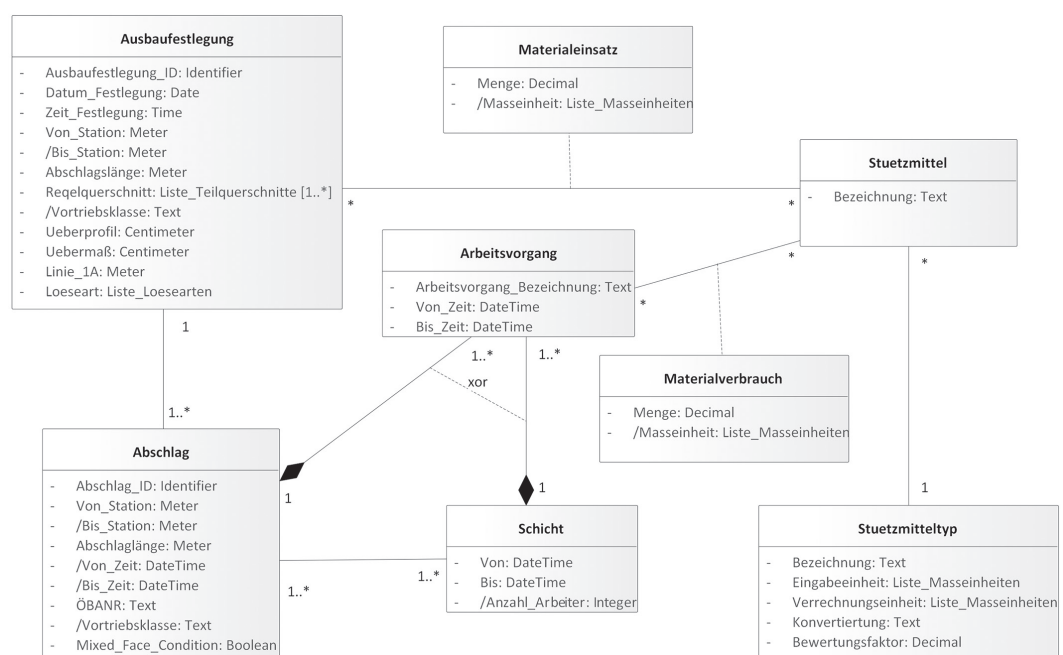 Ausbaufestlegung
- Ausbaufestlegung_ID: Identifier
- Datum_Festlegung: Date
- Zeit_Festlegung: Time
- Von_Station: Meter
- /Bis_Station: Meter
- Abschlagslänge: Meter
- Reqelquerschnitt: Liste_Teilquerschnitte [1..*]
- /Vortriebsklasse: Text
- Ueberprofil: Centimeter
- Uebermaß: Centimeter
- Linie_1A: Meter
- Loeseart: Liste_Loesearten
Materialeinsatz
- Menge: Decimal
- /Masseinheit: Liste_Masseinheiten
Stuetzmittel
- Bezeichnung: Text
*
*
Arbeitsvorgang
- Arbeitsvorgang_Bezeichnung: Text
- Von_Zeit: DateTime
- Bis_Zeit: DateTime
*
*
*
1
1..*
1..*
1..*
xor
Materialverbrauch
- Menge: Decimal
- /Masseinheit: Liste_Masseinheiten
Abschlag
- Abschlag_ID: Identifier
- Von_Station: Meter
- /Bis_Station: Meter
- Abschlaglänge: Meter
- /Von_Zeit: DateTime
- /Bis_Zeit: DateTime
- ÖBANR: Text
- /Vortriebsklasse: Text
- Mixed_Face_Condition: Boolean
1
1
1
1..*
1..*
Schicht
- Von: DateTime
- Bis: DateTime
- /Anzahl_Arbeiter: Integer
Stuetzmitteltyp
- Bezeichnung: Text
- Eingabeeinheit: Liste_Masseinheiten
- Verrechnungseinheit: Liste_Masseinheiten
- Konvertiertung: Text
- Bewertungsfaktor: Decimal